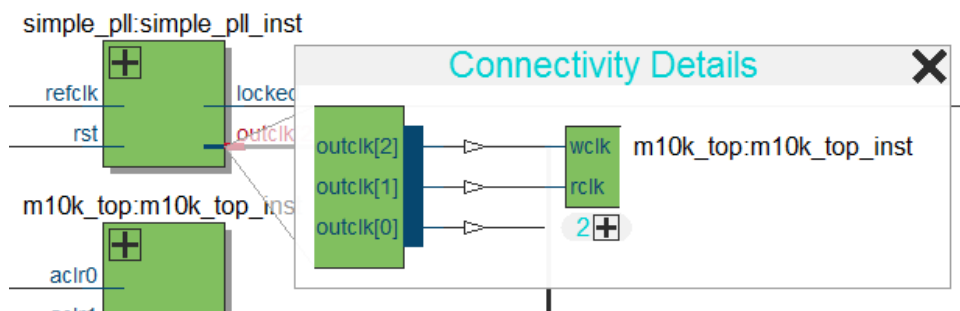 simple_pll:simple_pll_inst
Connectivity Details
refclk
locked
rst
outclk
outclk[2]
wclk
m10k_top:m10k_top_inst
outclk[1]
rclk
outclk[0]
2
m10k_top:m10k_top_ins
aclr0